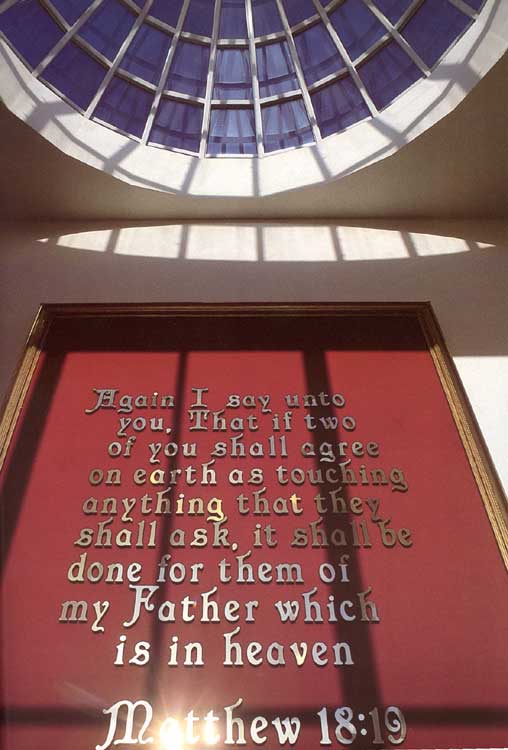 Again I say unto
you, That if two
of you shall agree
on earth as touching
anything that they
shall ask, it shall be
done for them of
my Father which
is in heaven
Matthew 18:19